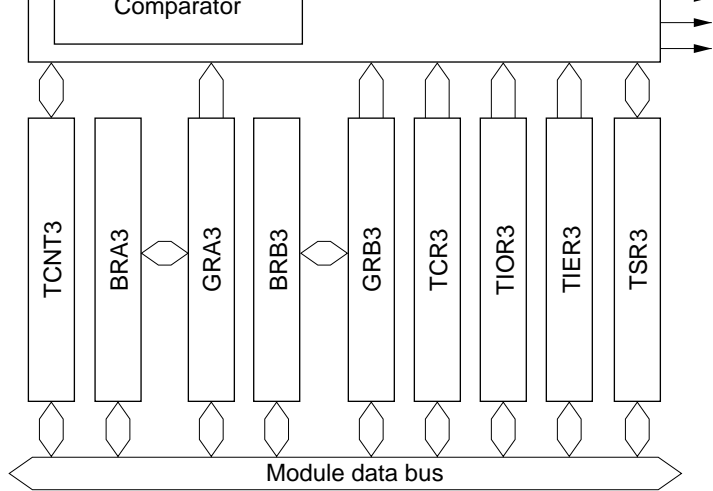 Comparator
TCNT3
BRA3
GRA3
BRB3
GRB3
TCR3
TIOR3
TIER3
TSR3
Module data bus